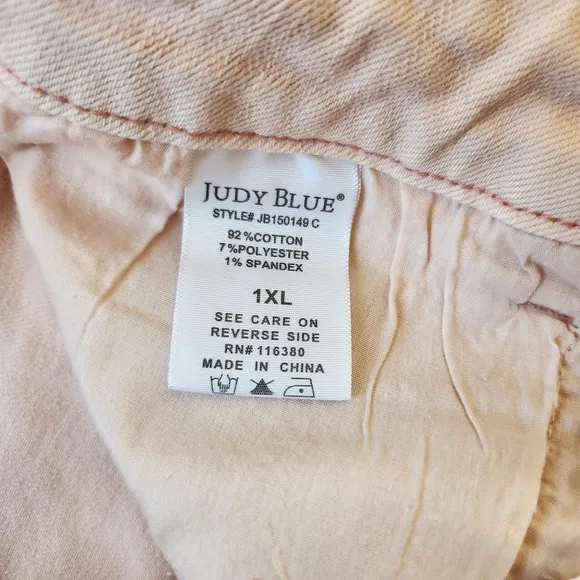 JUDY BLUE®
STYLE# JB150149 C
92%COTTON
7%POLYESTER
1% SPANDEX
1XL
SEE CARE ON
REVERSE SIDE
RN# 116380
MADE IN CHINA